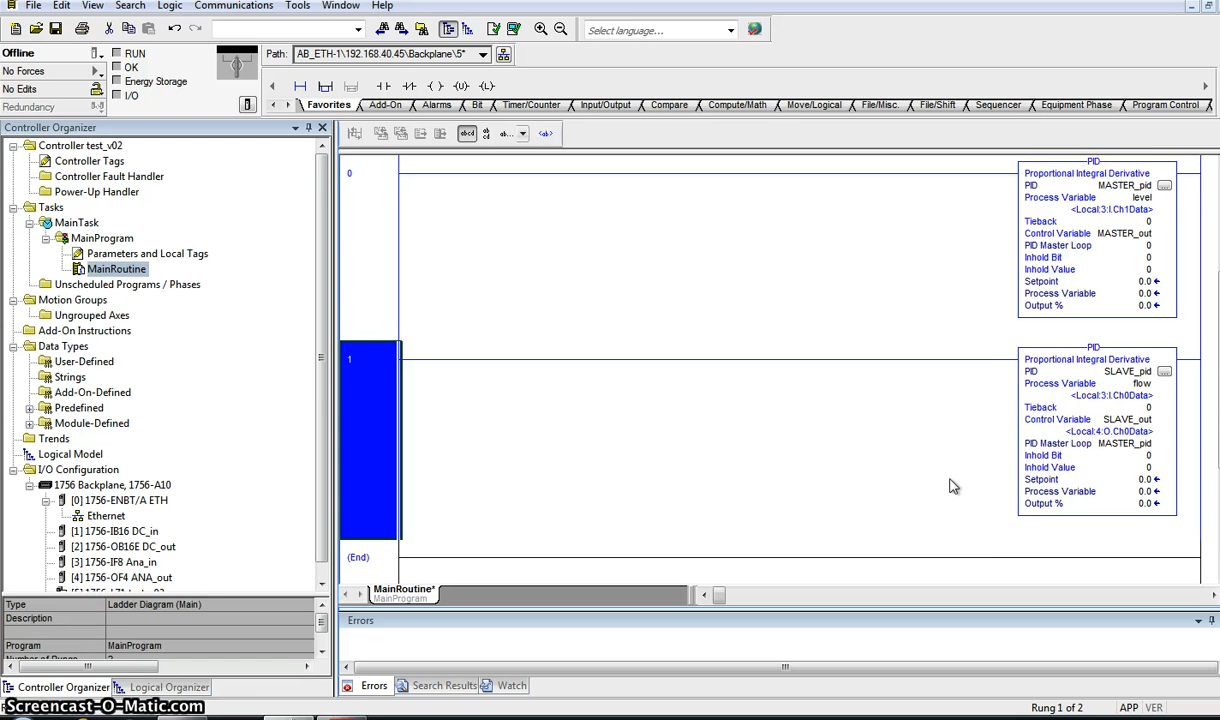 File Edit View Search Logic Communications Tools Window Help
Select language...
Offline
RUN
No Forces
OK
No Edits
Energy Storage
Redundancy
I/O
Path: AB_ETH-1\192.168.40.45\Backplane\5*
Favorites Add-On Alarms Bit Timer/Counter Input/Output Compare Compute/Math Move/Logical File/Misc. File/Shift Sequencer Equipment Phase Program Control
Controller Organizer
Controller test_v02
Controller Tags
Controller Fault Handler
Power-Up Handler
Tasks
MainTask
MainProgram
Parameters and Local Tags
MainRoutine
Unscheduled Programs / Phases
Motion Groups
Ungrouped Axes
Add-On Instructions
Data Types
User-Defined
Strings
Add-On-Defined
Predefined
Module-Defined
Trends
Logical Model
I/O Configuration
1756 Backplane, 1756-A10
[0] 1756-ENBT/A ETH
Ethernet
[1] 1756-IB16 DC_in
[2] 1756-OB16E DC_out
[3] 1756-IF8 Ana_in
[4] 1756-OF4 ANA_out
Type Ladder Diagram (Main)
Description
Program MainProgram
Controller Organizer Logical Organizer
abcd ab cd ab... <ab>
0
PID
Proportional Integral Derivative
PID MASTER_pid ...
Process Variable level
<Local:3:I.Ch1Data>
Tieback 0
Control Variable MASTER_out
PID Master Loop 0
Inhold Bit 0
Inhold Value 0
Setpoint 0.0
Process Variable 0.0
Output % 0.0
1
PID
Proportional Integral Derivative
PID SLAVE_pid ...
Process Variable flow
<Local:3:I.Ch0Data>
Tieback 0
Control Variable SLAVE_out
<Local:4:O.Ch0Data>
PID Master Loop MASTER_pid
Inhold Bit 0
Inhold Value 0
Setpoint 0.0
Process Variable 0.0
Output % 0.0
(End)
MainRoutine*
MainProgram
Errors
Errors Search Results Watch
Screencast-O-Matic.com
Rung 1 of 2 APP VER